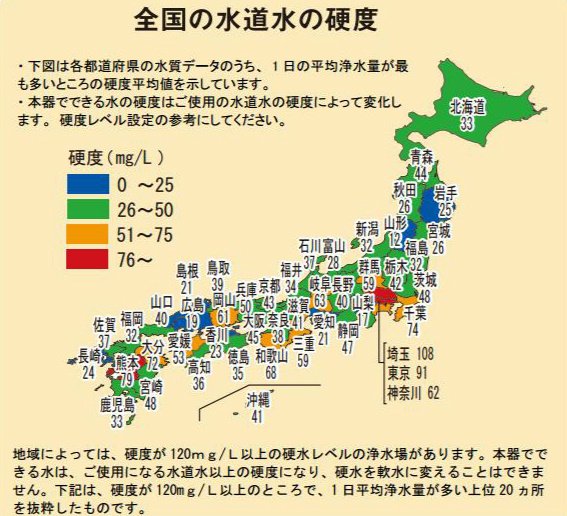 全国の水道水の硬度
・下図は各都道府県の水質データのうち、1日の平均浄水量が最
も多いところの硬度平均値を示しています。
・本器でできる水の硬度はご使用の水道水の硬度によって変化し
ます。硬度レベル設定の参考にしてください。
硬度(mg/L)
0 ～25
26～50
51～75
76～
北海道
33
青森
44
秋田
26
岩手
25
山形
12
宮城
26
新潟
32
福島
32
石川
37
富山
28
福井
34
岐阜
63
長野
40
群馬
59
栃木
42
茨城
48
山梨
17
千葉
74
埼玉 108
東京 91
神奈川 62
静岡
47
愛知
21
三重
59
滋賀
41
京都
43
奈良
38
大阪
45
和歌山
68
兵庫
50
鳥取
39
岡山
61
島根
21
広島
19
山口
40
香川
23
徳島
35
愛媛
53
高知
36
福岡
32
佐賀
37
長崎
24
大分
72
熊本
79
宮崎
48
鹿児島
33
沖縄
41
地域によっては、硬度が120mg/L以上の硬水レベルの浄水場があります。本器でで
きる水は、ご使用になる水道水以上の硬度になり、硬水を軟水に変えることはできま
せん。下記は、硬度が120mg/L以上のところで、1日平均浄水量が多い上位20ヵ所
を抜粋したものです。